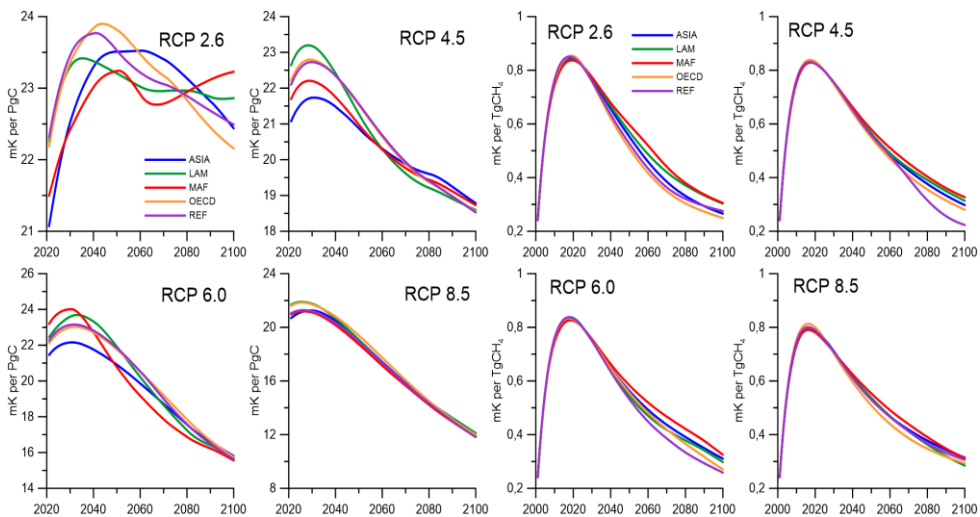 RCP 2.6
24
23
22
21
mK per PgC
ASIA
LAM
MAF
OECD
REF
2020 2040 2060 2080 2100
RCP 4.5
24
23
22
21
20
19
18
17
mK per PgC
2020 2040 2060 2080 2100
RCP 2.6
1
0,8
0,6
0,4
0,2
mK per TgCH₄
ASIA
LAM
MAF
OECD
REF
2000 2020 2040 2060 2080 2100
RCP 4.5
1
0,8
0,6
0,4
0,2
mK per TgCH₄
2000 2020 2040 2060 2080 2100
RCP 6.0
26
24
22
20
18
16
14
mK per PgC
2020 2040 2060 2080 2100
RCP 8.5
24
20
16
12
8
mK per PgC
2020 2040 2060 2080 2100
RCP 6.0
1
0,8
0,6
0,4
0,2
mK per TgCH₄
2000 2020 2040 2060 2080 2100
RCP 8.5
1
0,8
0,6
0,4
0,2
mK per TgCH₄
2000 2020 2040 2060 2080 2100